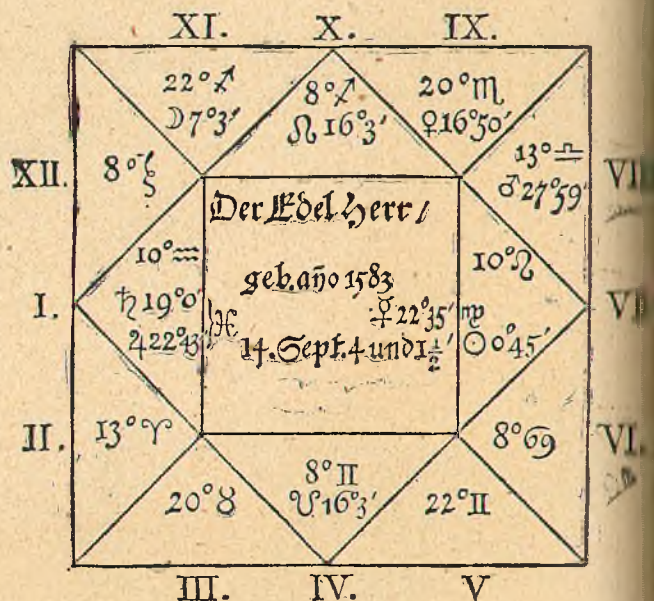 XI. X. IX.
22°♐ 8°♐ 20°♏
☽7°3′ ☊16°3′ ♀16°50′
13°♎
XII. 8° VII
♂27°59′
Der Edel Herr/
10°♒ 10°♌
geb. año 1583
I. ♄19°0′ ♓ ☿22°35′ ♍ ☉0°45′ VI
♃22°43′
14. Sept. 4 und 1½′
II. 13°♈ 8°♋ VI.
8°♊
20°♉ ☋16°3′ 22°♊
III. IV. V